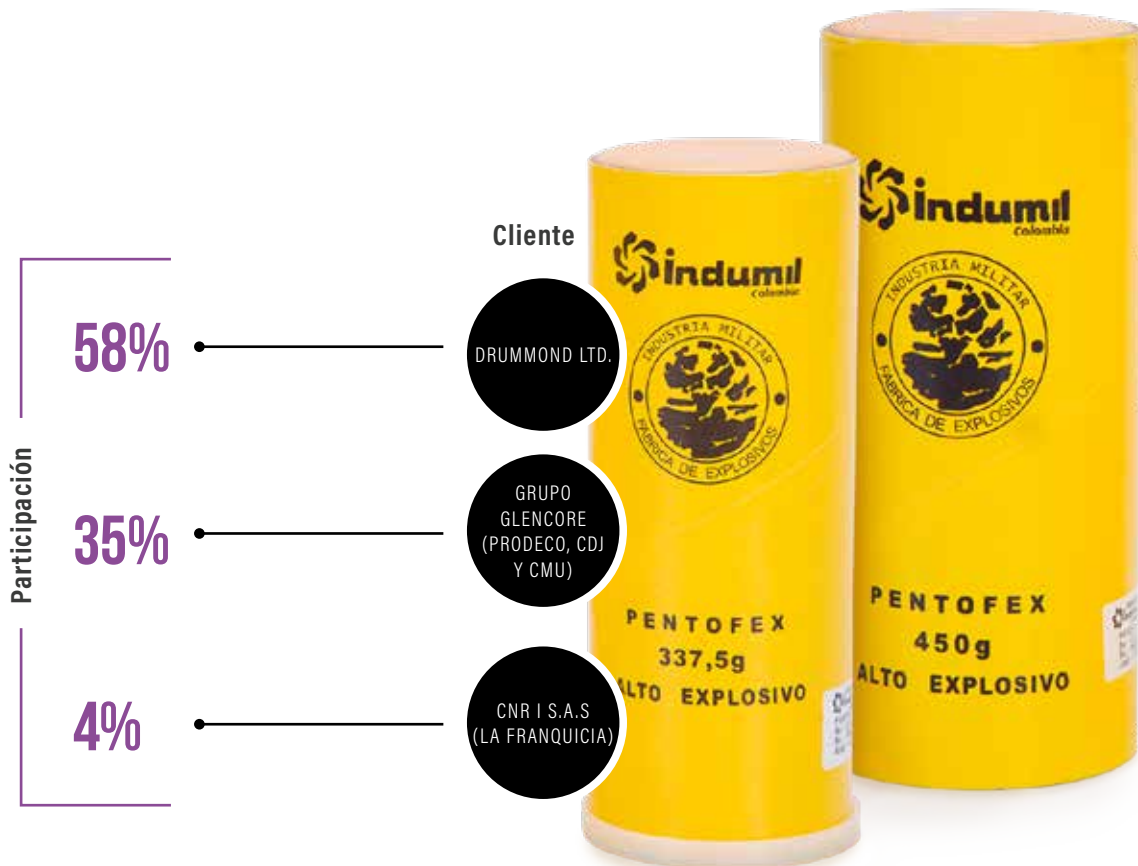 Cliente
Participación
58%
DRUMMOND LTD.
35%
GRUPO
GLENCORE
(PRODECO, CDJ
Y CMU)
4%
CNR I S.A.S
(LA FRANQUICIA)
indumil
Colombia
INDUSTRIA MILITAR
FABRICA DE EXPLOSIVOS
PENTOFEX
337,5g
ALTO EXPLOSIVO
indumil
Colombia
INDUSTRIA MILITAR
FABRICA DE EXPLOSIVOS
PENTOFEX
450g
ALTO EXPLOSIVO